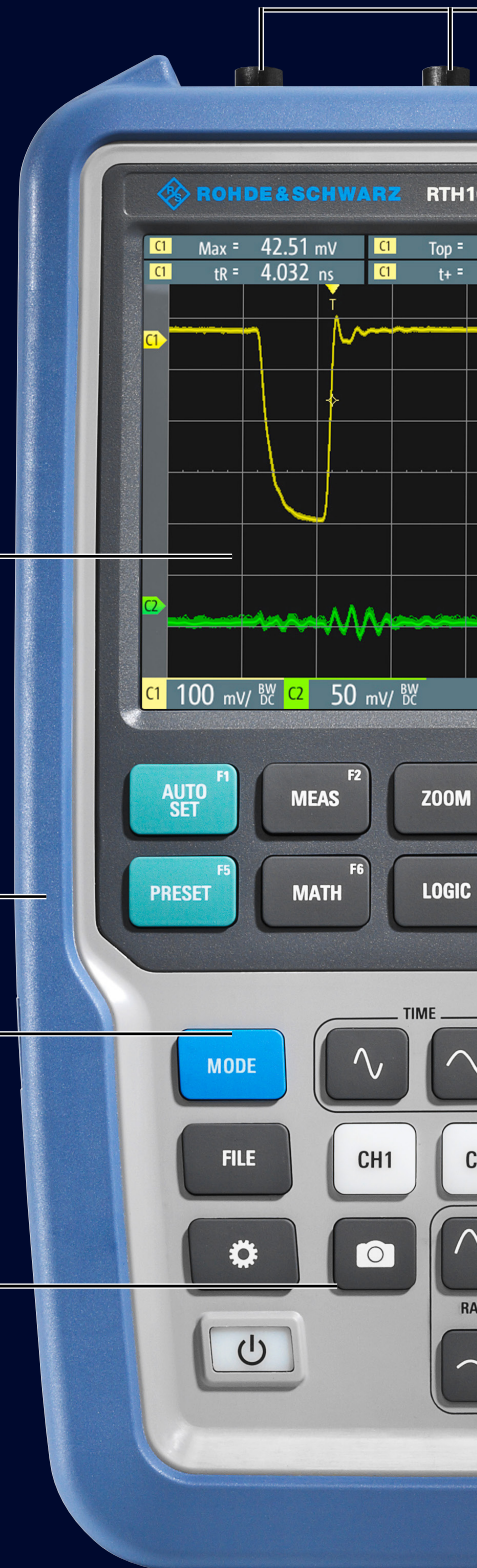 ROHDE & SCHWARZ RTH10
C1 Max = 42.51 mV C1 Top =
C1 tR = 4.032 ns C1 t+ =
T
C1
C2
C1 100 mV/ BW DC C2 50 mV/ BW DC
AUTO SET F1
MEAS F2
ZOOM
PRESET F5
MATH F6
LOGIC
TIME
MODE
FILE
CH1
C
RA